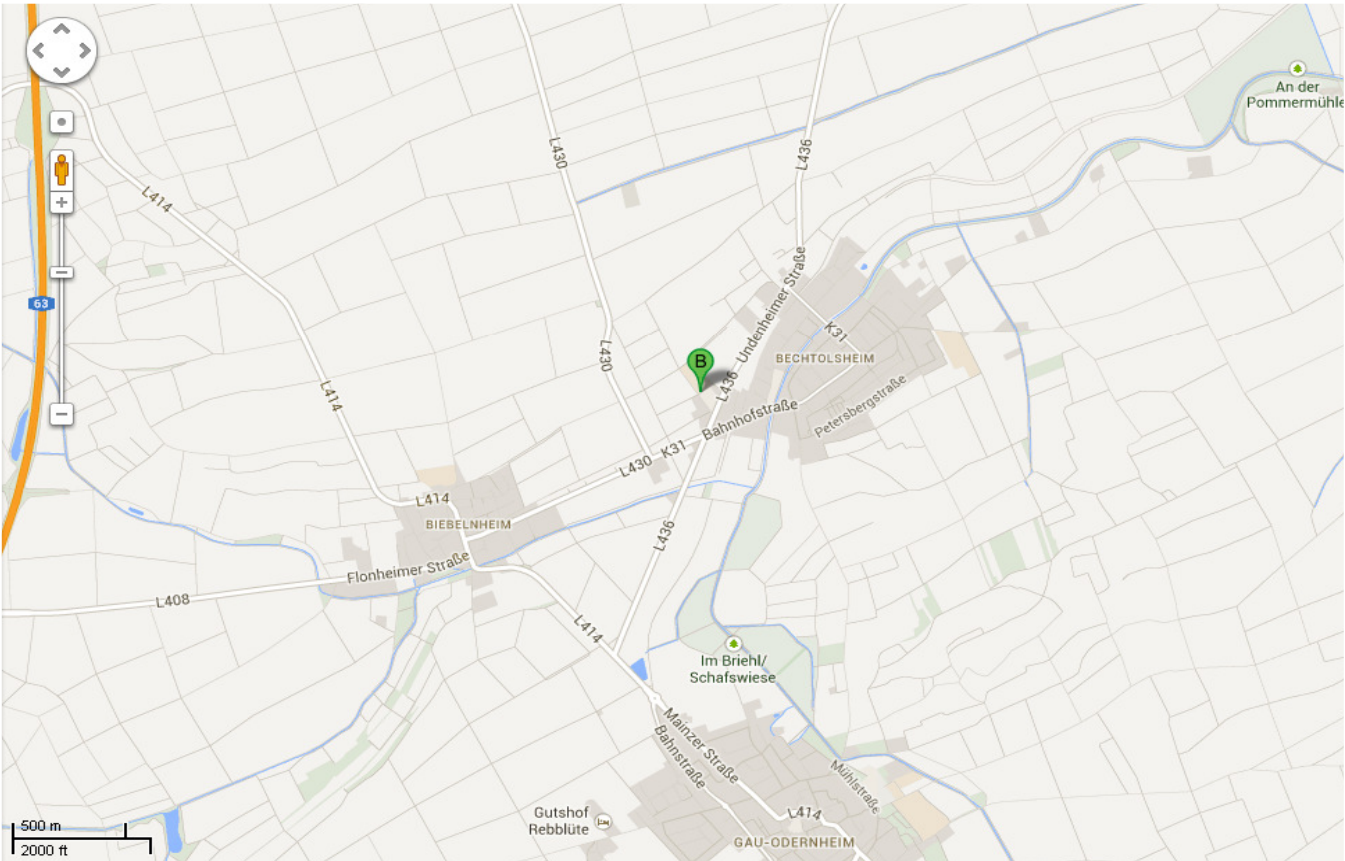 An der
Pommermühle
L430
L436
L414
Undenheimer Straße
63
L430
K31
B
BECHTOLSHEIM
L436
L414
Petersbergstraße
Bahnhofstraße
K31
L430
L414
BIEBELNHEIM
L436
Flonheimer Straße
L408
L414
Im Briehl/
Schafswiese
Mainzer Straße
Bahnstraße
Mühlstraße
Gutshof
Rebblüte
L414
GAU-ODERNHEIM
500 m
2000 ft